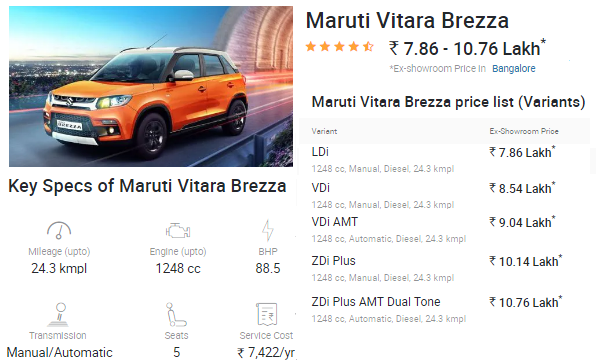 BREZZA
Key Specs of Maruti Vitara Brezza
Mileage (upto)
24.3 kmpl
Engine (upto)
1248 cc
BHP
88.5
Transmission
Manual/Automatic
Seats
5
Service Cost
₹ 7,422/yr
Maruti Vitara Brezza
₹ 7.86 - 10.76 Lakh*
*Ex-showroom Price in Bangalore
Maruti Vitara Brezza price list (Variants)
Variant Ex-Showroom Price
LDi ₹ 7.86 Lakh*
1248 cc, Manual, Diesel, 24.3 kmpl
VDi ₹ 8.54 Lakh*
1248 cc, Manual, Diesel, 24.3 kmpl
VDi AMT ₹ 9.04 Lakh*
1248 cc, Automatic, Diesel, 24.3 kmpl
ZDi Plus ₹ 10.14 Lakh*
1248 cc, Manual, Diesel, 24.3 kmpl
ZDi Plus AMT Dual Tone ₹ 10.76 Lakh*
1248 cc, Automatic, Diesel, 24.3 kmpl